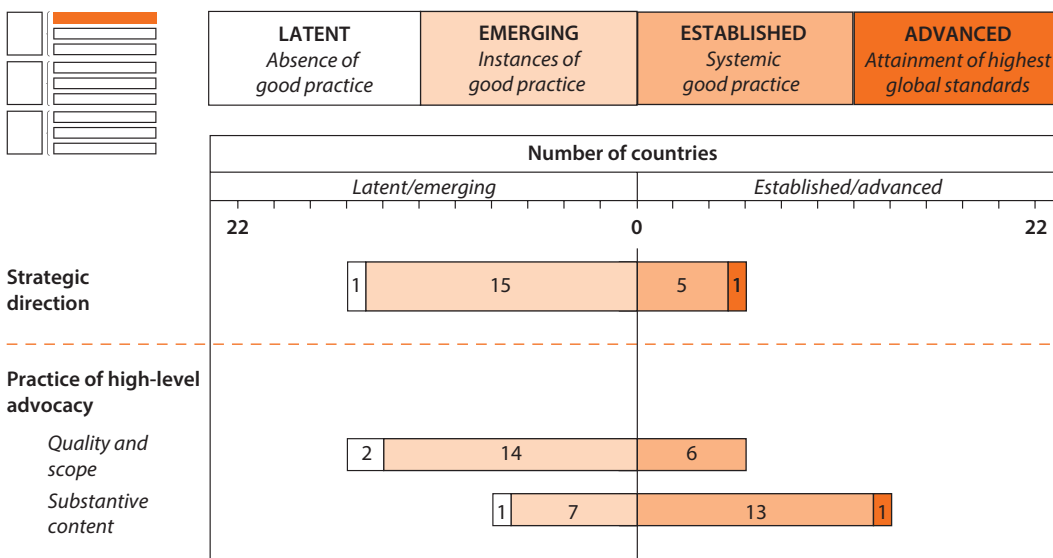 LATENT
Absence of
good practice
EMERGING
Instances of
good practice
ESTABLISHED
Systemic
good practice
ADVANCED
Attainment of highest
global standards
Number of countries
Latent/emerging
Established/advanced
22
0
22
Strategic
direction
1
15
5
1
Practice of high-level
advocacy
Quality and
scope
2
14
6
Substantive
content
1
7
13
1